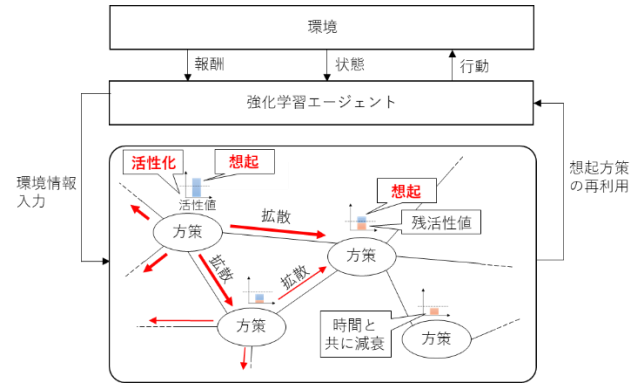 環境
報酬
状態
行動
強化学習エージェント
環境情報
入力
想起方策
の再利用
活性化
想起
活性値
方策
拡散
想起
残活性値
方策
拡散
拡散
方策
時間と
共に減衰
方策